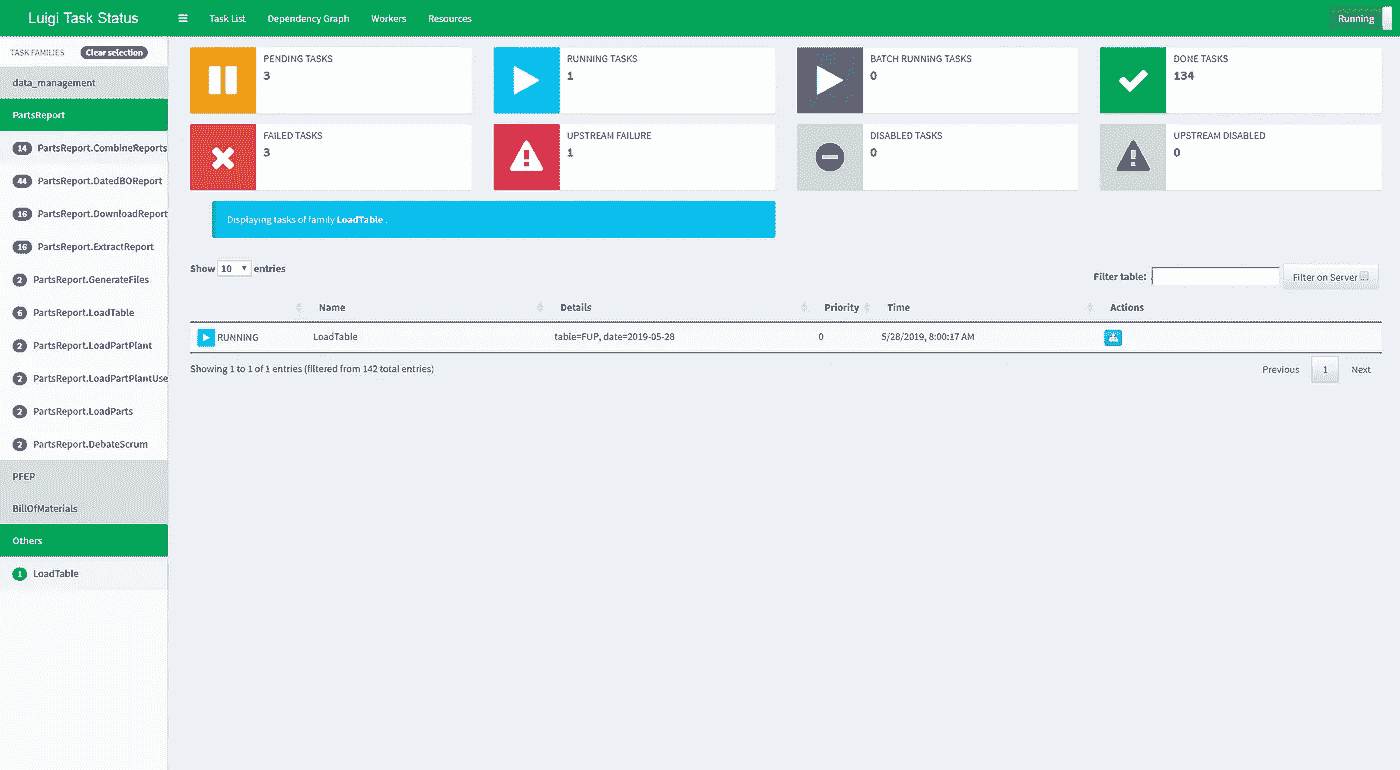 Luigi Task Status
Task List Dependency Graph Workers Resources
Running
TASK FAMILIES Clear selection
data_management
PartsReport
14 PartsReport.CombineReports
44 PartsReport.DatedBOReport
16 PartsReport.DownloadReport
16 PartsReport.ExtractReport
2 PartsReport.GenerateFiles
6 PartsReport.LoadTable
2 PartsReport.LoadPartPlant
2 PartsReport.LoadPartPlantUse
2 PartsReport.LoadParts
2 PartsReport.DebateScrum
PFEP
BillOfMaterials
Others
1 LoadTable
PENDING TASKS
3
RUNNING TASKS
1
BATCH RUNNING TASKS
0
DONE TASKS
134
FAILED TASKS
3
UPSTREAM FAILURE
1
DISABLED TASKS
0
UPSTREAM DISABLED
0
Displaying tasks of family LoadTable .
Show 10 entries
Filter table: Filter on Server
Name Details Priority Time Actions
RUNNING LoadTable table=FUP, date=2019-05-28 0 5/28/2019, 8:00:17 AM
Showing 1 to 1 of 1 entries (filtered from 142 total entries)
Previous 1 Next